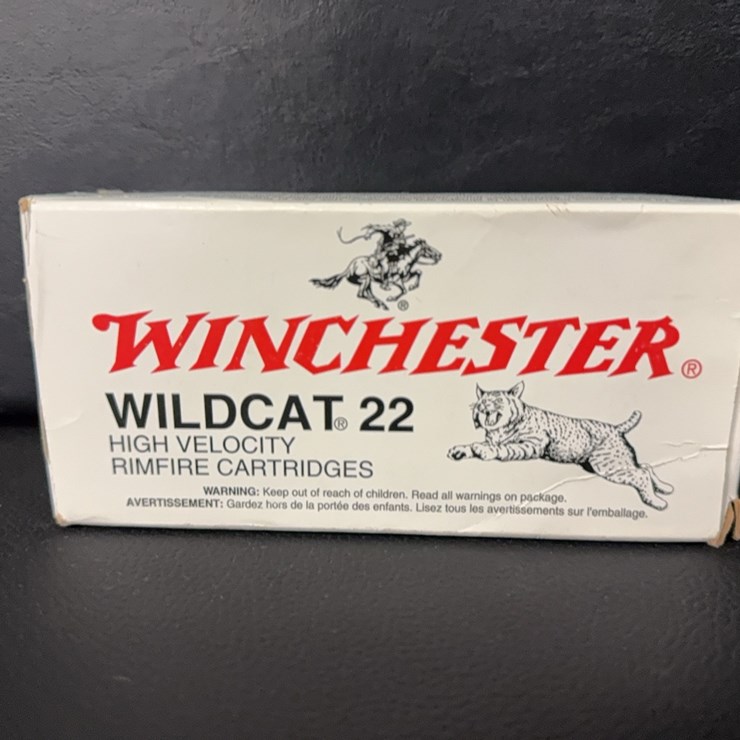 ®
WINCHESTER®
WILDCAT® 22
HIGH VELOCITY
RIMFIRE CARTRIDGES
WARNING: Keep out of reach of children. Read all warnings on package.
AVERTISSEMENT: Gardez hors de la portée des enfants. Lisez tous les avertissements sur l'emballage.